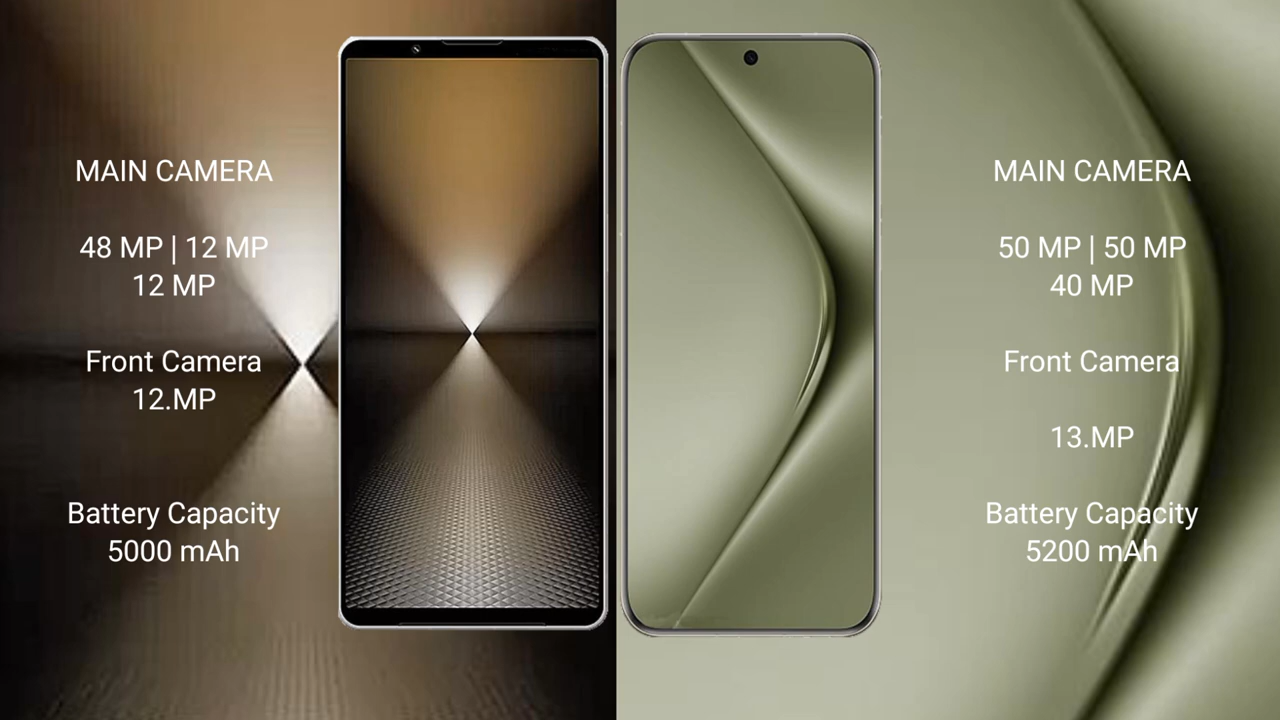 MAIN CAMERA
48 MP | 12 MP
12 MP
Front Camera
12.MP
Battery Capacity
5000 mAh
MAIN CAMERA
50 MP | 50 MP
40 MP
Front Camera
13.MP
Battery Capacity
5200 mAh